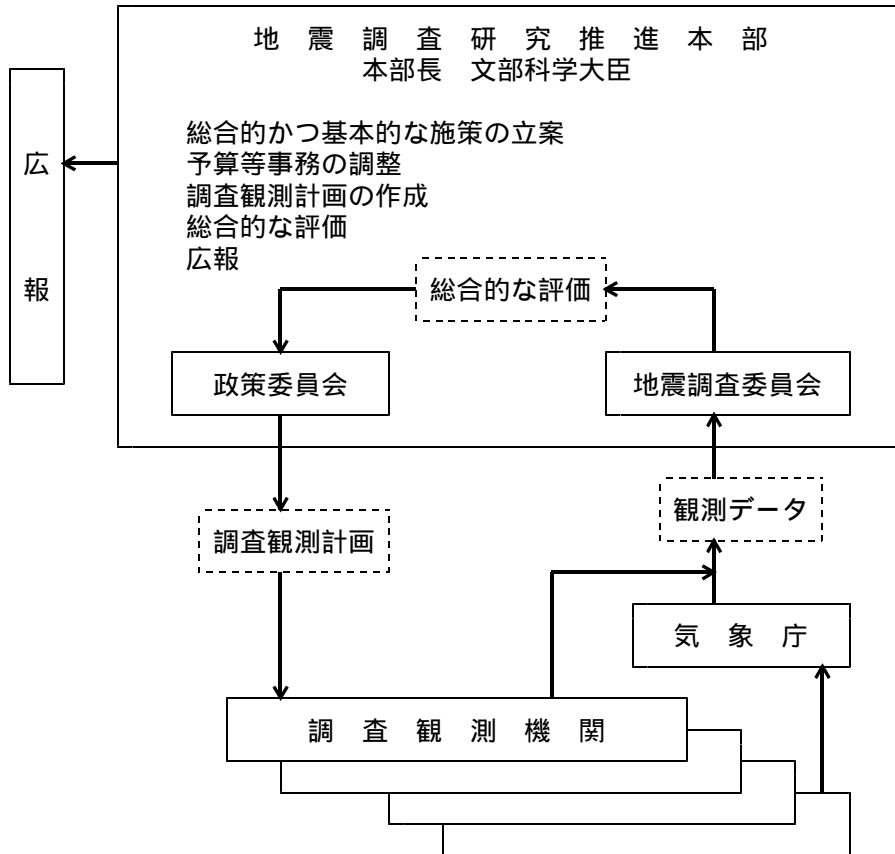 地 震 調 査 研 究 推 進 本 部
本部長 文部科学大臣
広 報
総合的かつ基本的な施策の立案
予算等事務の調整
調査観測計画の作成
総合的な評価
広報
総合的な評価
政策委員会
地震調査委員会
観測データ
調査観測計画
気 象 庁
調 査 観 測 機 関